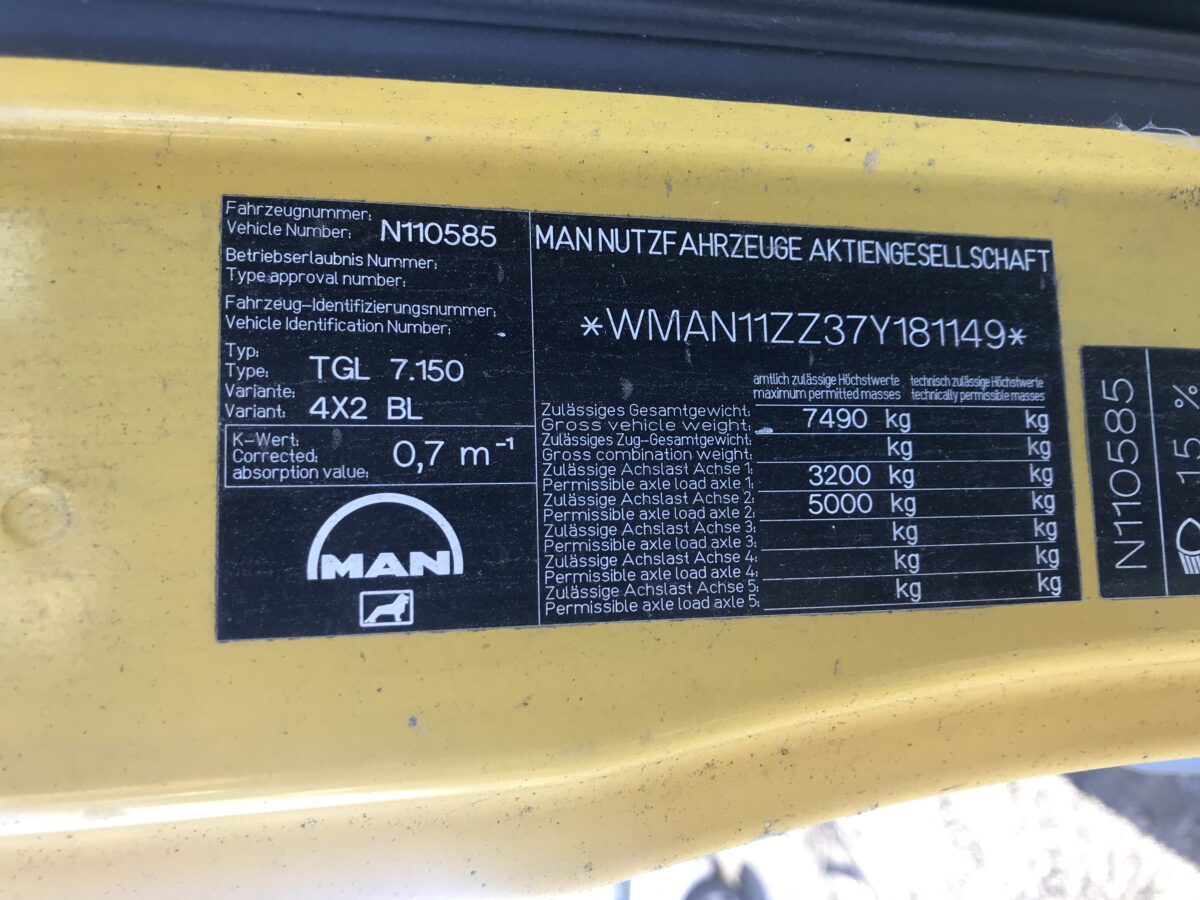 Fahrzeugnummer:
Vehicle Number: N110585
Betriebserlaubnis Nummer:
Type approval number:
Fahrzeug-Identifizierungsnummer:
Vehicle Identification Number:
Typ:
Type: TGL 7.150
Variante:
Variant: 4X2 BL
K-Wert:
Corrected: 0,7 m⁻¹
absorption value:
MAN
MAN NUTZFAHRZEUGE AKTIENGESELLSCHAFT
*WMAN11ZZ37Y181149*
amtlich zulässige Höchstwerte technisch zulässige Höchstwerte
maximum permitted masses technically permissible masses
Zulässiges Gesamtgewicht:
Gross vehicle weight: 7490 kg kg
Zulässiges Zug-Gesamtgewicht:
Gross combination weight: kg kg
Zulässige Achslast Achse 1:
Permissible axle load axle 1: 3200 kg kg
Zulässige Achslast Achse 2:
Permissible axle load axle 2: 5000 kg kg
Zulässige Achslast Achse 3:
Permissible axle load axle 3: kg kg
Zulässige Achslast Achse 4:
Permissible axle load axle 4: kg kg
Zulässige Achslast Achse 5:
Permissible axle load axle 5: kg kg
N110585
15 %